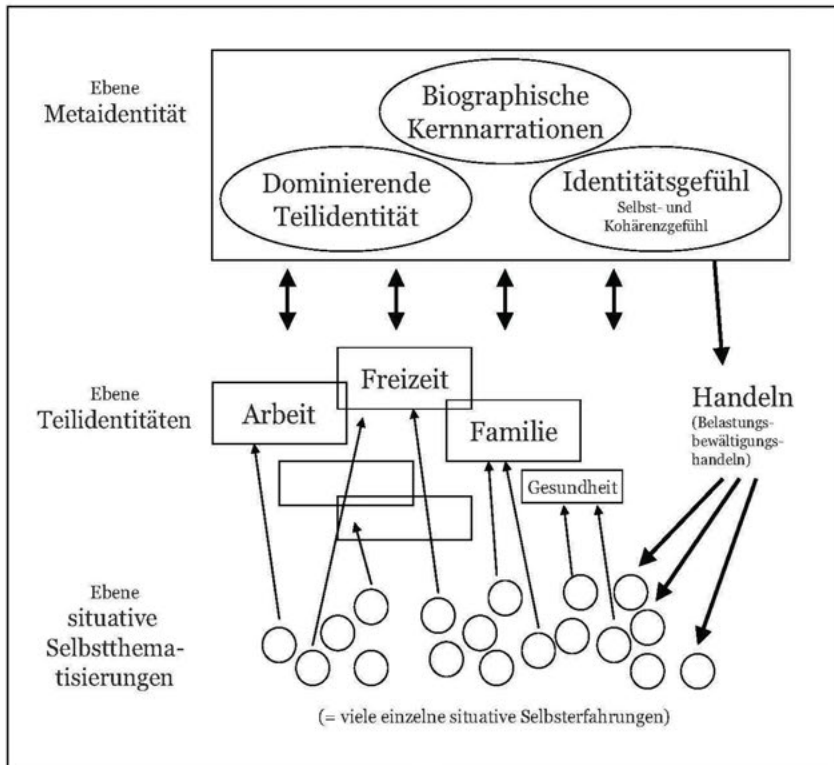 Ebene
Metaidentität
Biographische
Kernnarrationen
Dominierende
Teilidentität
Identitätsgefühl
Selbst- und
Kohärenzgefühl
Ebene
Teilidentitäten
Arbeit
Freizeit
Familie
Gesundheit
Handeln
(Belastungs-
bewältigungs-
handeln)
Ebene
situative
Selbstthema-
tisierungen
(= viele einzelne situative Selbsterfahrungen)